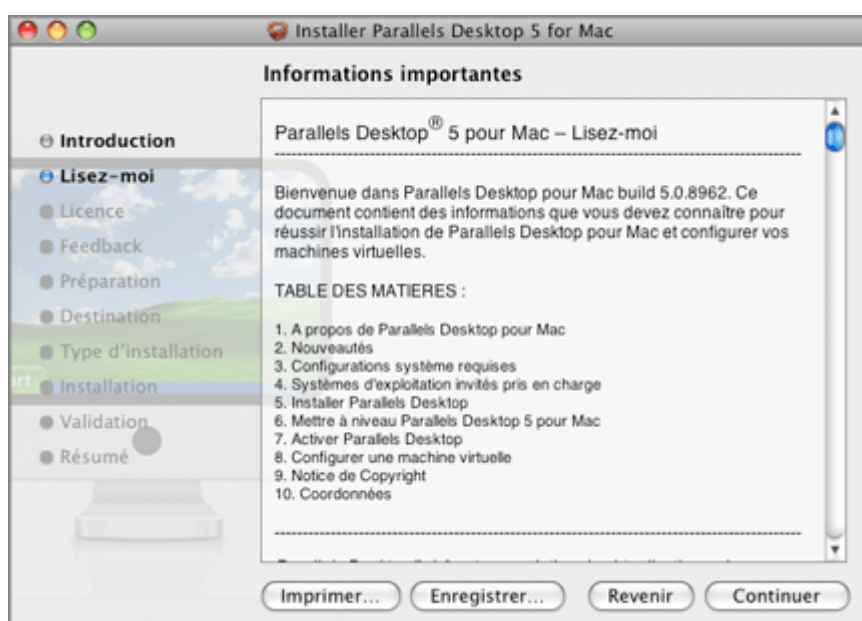 Installer Parallels Desktop 5 for Mac
Informations importantes
Introduction
Lisez-moi
Licence
Feedback
Préparation
Destination
Type d'installation
Installation
Validation
Résumé
art
Parallels Desktop® 5 pour Mac – Lisez-moi
Bienvenue dans Parallels Desktop pour Mac build 5.0.8962. Ce
document contient des informations que vous devez connaître pour
réussir l'installation de Parallels Desktop pour Mac et configurer vos
machines virtuelles.
TABLE DES MATIERES :
1. A propos de Parallels Desktop pour Mac
2. Nouveautés
3. Configurations système requises
4. Systèmes d'exploitation invités pris en charge
5. Installer Parallels Desktop
6. Mettre à niveau Parallels Desktop 5 pour Mac
7. Activer Parallels Desktop
8. Configurer une machine virtuelle
9. Notice de Copyright
10. Coordonnées
Imprimer...
Enregistrer...
Revenir
Continuer